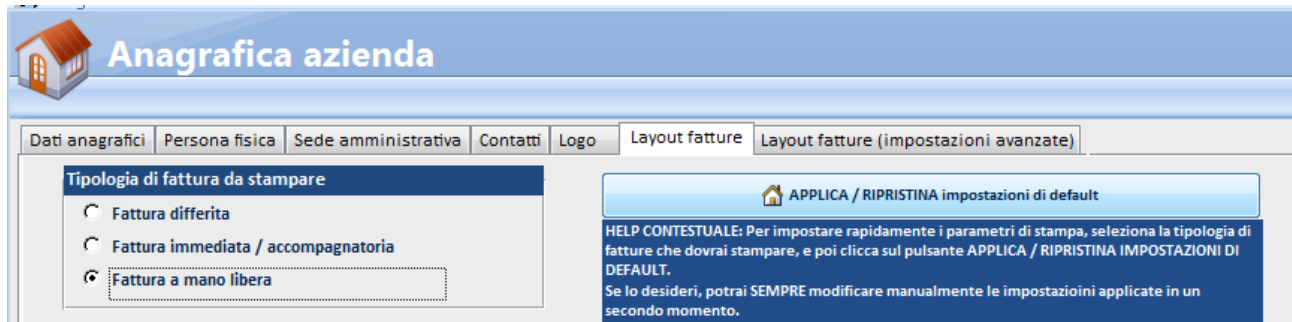 Anagrafica azienda
Dati anagrafici Persona fisica Sede amministrativa Contatti Logo Layout fatture Layout fatture (impostazioni avanzate)
Tipologia di fattura da stampare
Fattura differita
Fattura immediata / accompagnatoria
Fattura a mano libera
APPLICA / RIPRISTINA impostazioni di default
HELP CONTESTUALE: Per impostare rapidamente i parametri di stampa, seleziona la tipologia di
fatture che dovrai stampare, e poi clicca sul pulsante APPLICA / RIPRISTINA IMPOSTAZIONI DI
DEFAULT.
Se lo desideri, potrai SEMPRE modificare manualmente le impostazioini applicate in un
secondo momento.